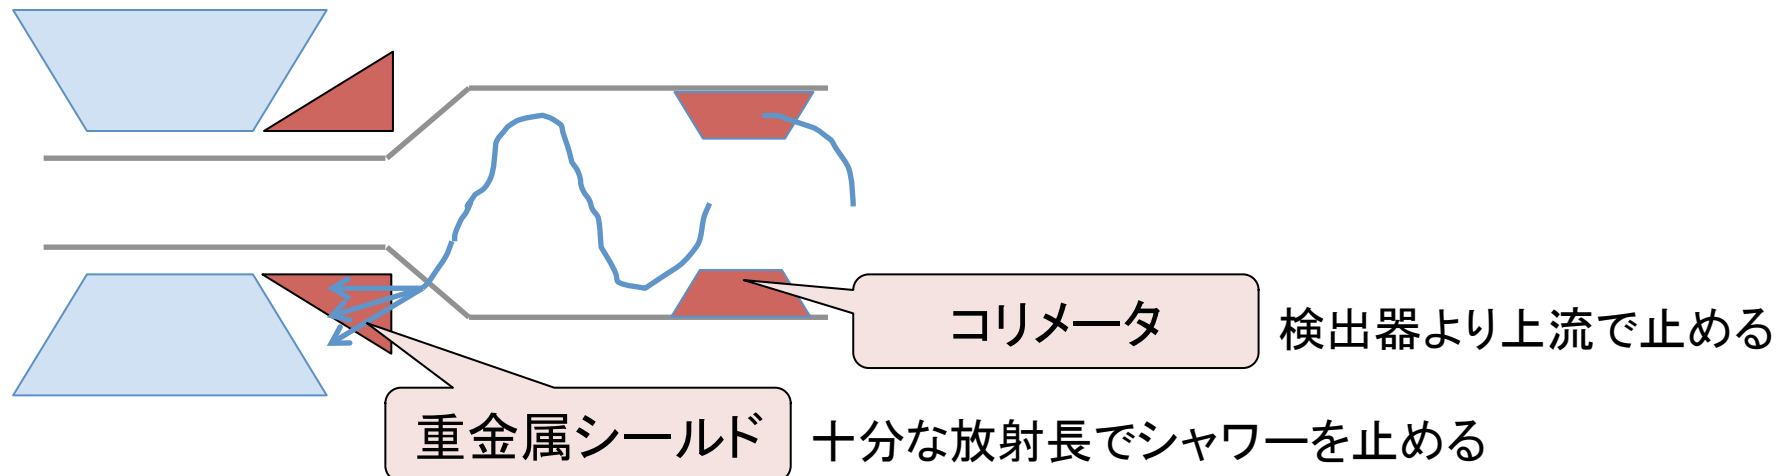 コリメータ
検出器より上流で止める
重金属シールド
十分な放射長でシャワーを止める